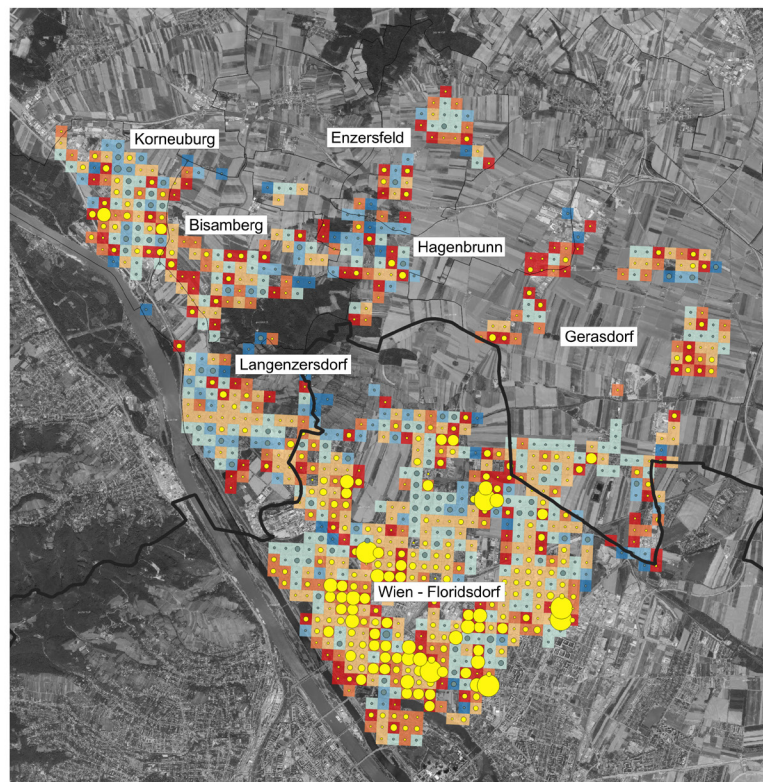 Korneuburg
Enzersfeld
Bisamberg
Hagenbrunn
Gerasdorf
Langenzersdorf
Wien - Floridsdorf